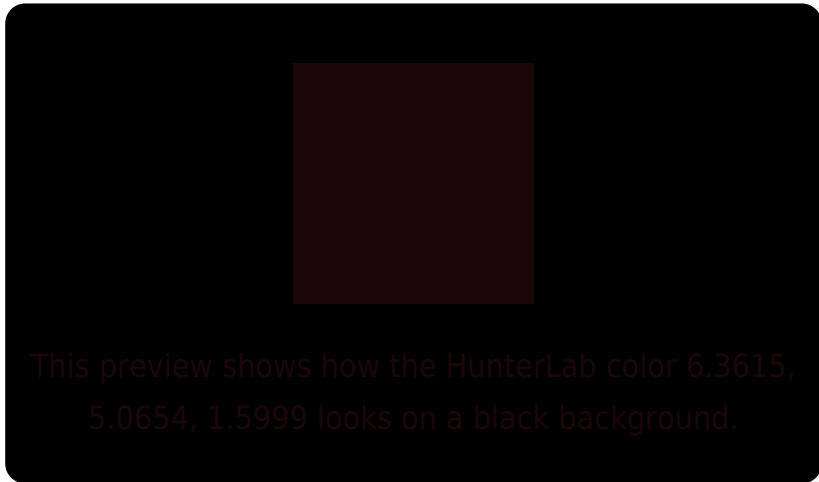 This preview shows how the HunterLab color 6.3615,
5.0654, 1.5999 looks on a black background.